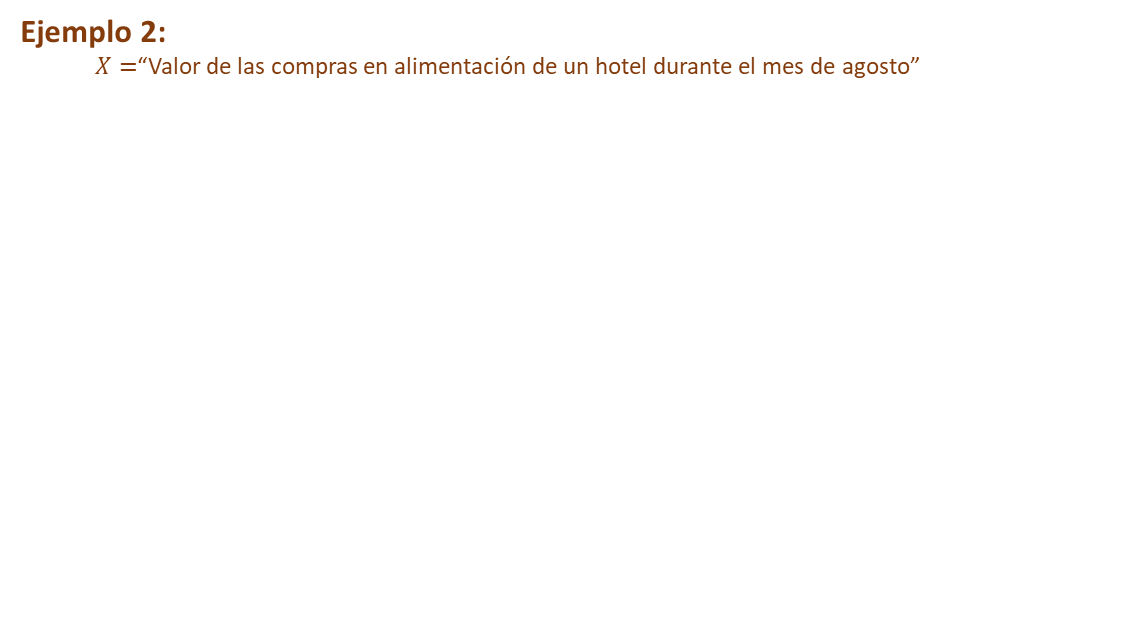 Ejemplo 2:
X =“Valor de las compras en alimentación de un hotel durante el mes de agosto”